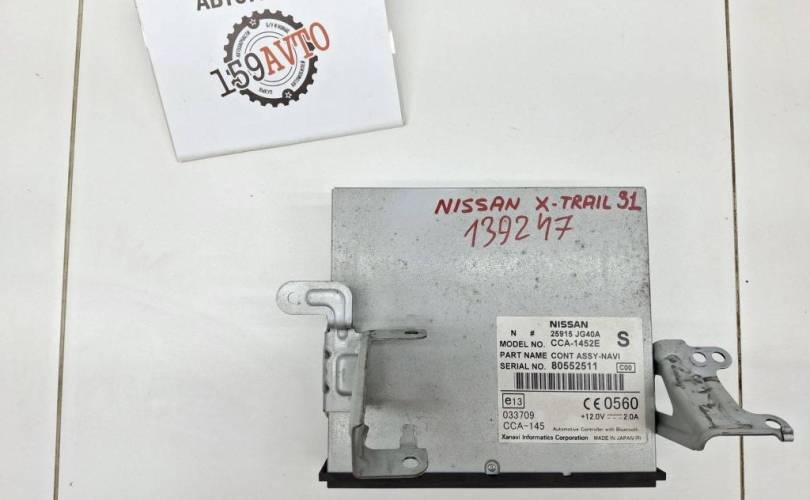 159AVTO
NISSAN X-TRAIL 31
139247
NISSAN
N # 25915 JG40A S
MODEL NO. CCA-1452E
PART NAME CONT ASSY-NAVI
SERIAL NO. 80552511 C00
e13 CE 0560
033709 +12.0V 2.0A
CCA-145 Automotive Controller with Bluetooth
Xanavi Informatics Corporation MADE IN JAPAN (R)